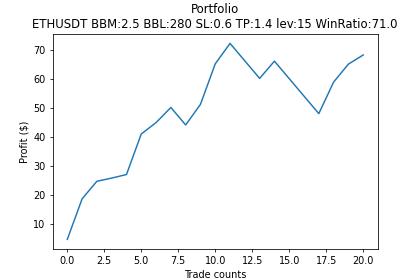 Portfolio
ETHUSDT BBM:2.5 BBL:280 SL:0.6 TP:1.4 lev:15 WinRatio:71.0
70
60
50
40
30
20
10
Profit ($)
0.0 2.5 5.0 7.5 10.0 12.5 15.0 17.5 20.0
Trade counts